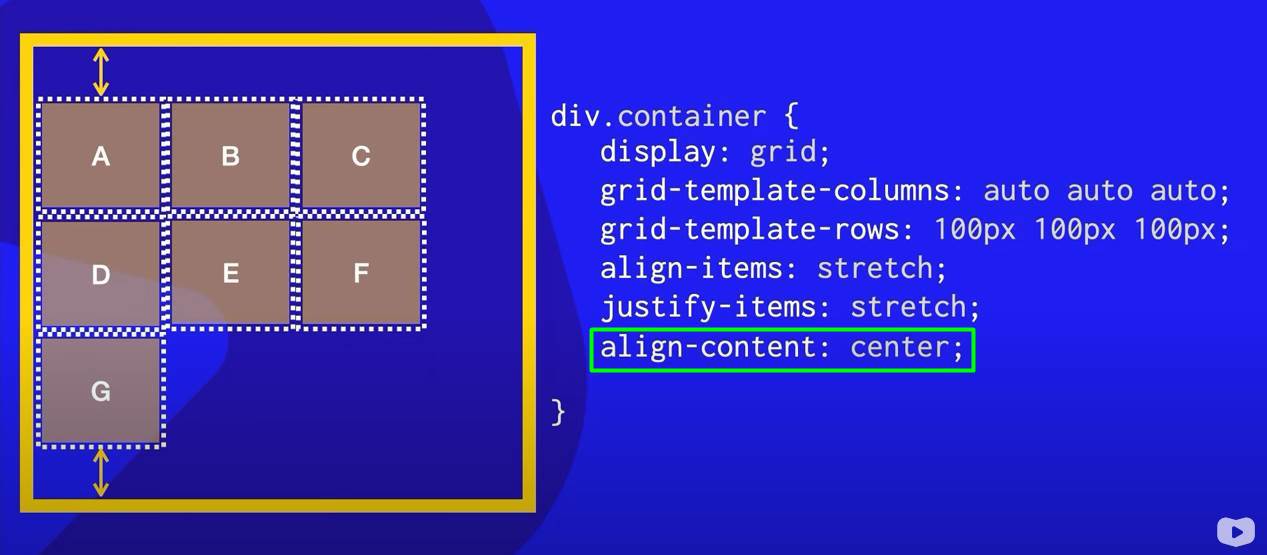 A B C
D E F
G
div.container {
display: grid;
grid-template-columns: auto auto auto;
grid-template-rows: 100px 100px 100px;
align-items: stretch;
justify-items: stretch;
align-content: center;
}